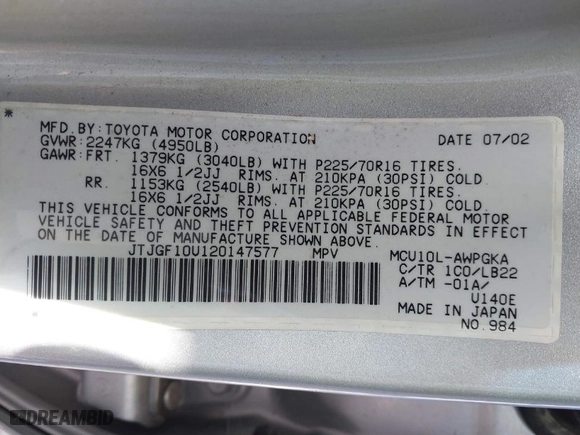 *
MFD.BY:TOYOTA MOTOR CORPORATION DATE 07/02
GVWR:2247KG (4950LB)
GAWR:FRT. 1379KG (3040LB) WITH P225/70R16 TIRES.
16X6 1/2JJ RIMS. AT 210KPA (30PSI) COLD.
RR. 1153KG (2540LB) WITH P225/70R16 TIRES.
16X6 1/2JJ RIMS. AT 210KPA (30PSI) COLD.
THIS VEHICLE CONFORMS TO ALL APPLICABLE FEDERAL MOTOR
VEHICLE SAFETY AND THEFT PREVENTION STANDARDS IN EFFECT
ON THE DATE OF MANUFACTURE SHOWN ABOVE.
JTJGF10U120147577 MPV MCU10L-AWPGKA
C/TR 1C0/LB22
A/TM -01A/
U140E
MADE IN JAPAN
NO.984
DREAMBID